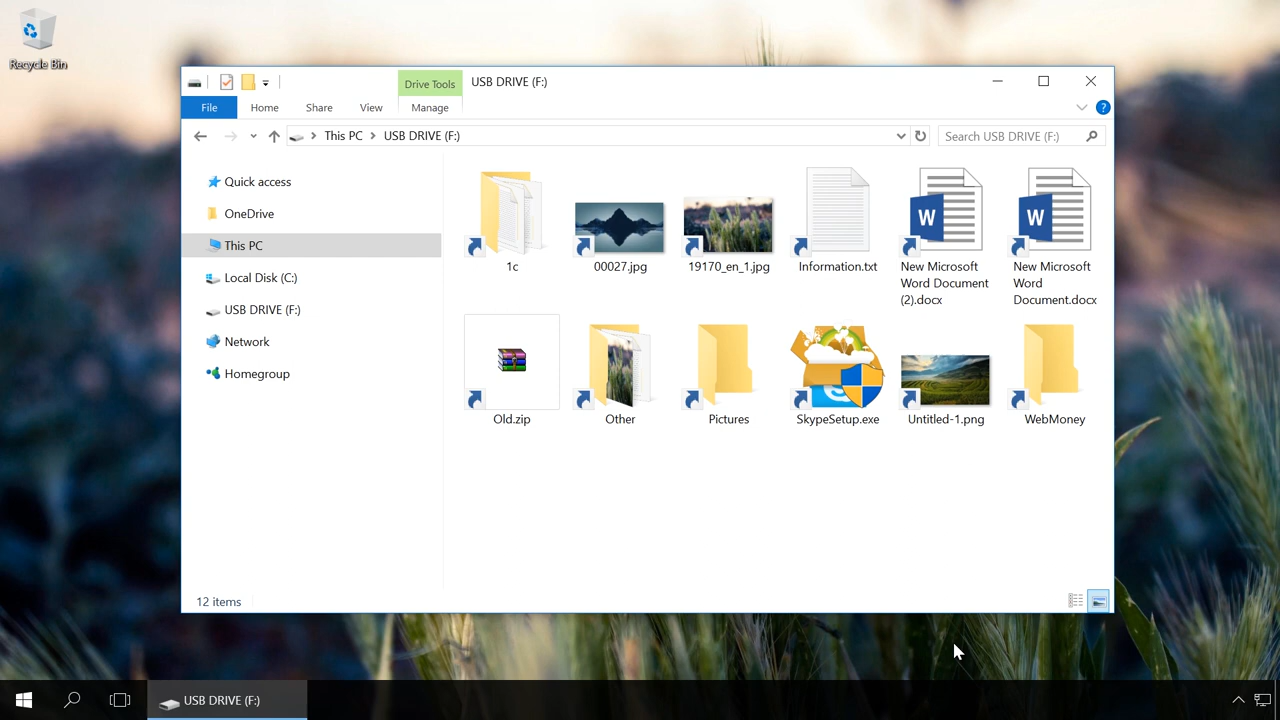 Recycle Bin
Drive Tools
USB DRIVE (F:)
File
Home
Share
View
Manage
?
This PC
USB DRIVE (F:)
Search USB DRIVE (F:)
Quick access
OneDrive
This PC
Local Disk (C:)
USB DRIVE (F:)
Network
Homegroup
1c
00027.jpg
19170_en_1.jpg
Information.txt
W
New Microsoft
Word Document
(2).docx
W
New Microsoft
Word
Document.docx
Old.zip
Other
Pictures
SkypeSetup.exe
Untitled-1.png
WebMoney
12 items
USB DRIVE (F:)